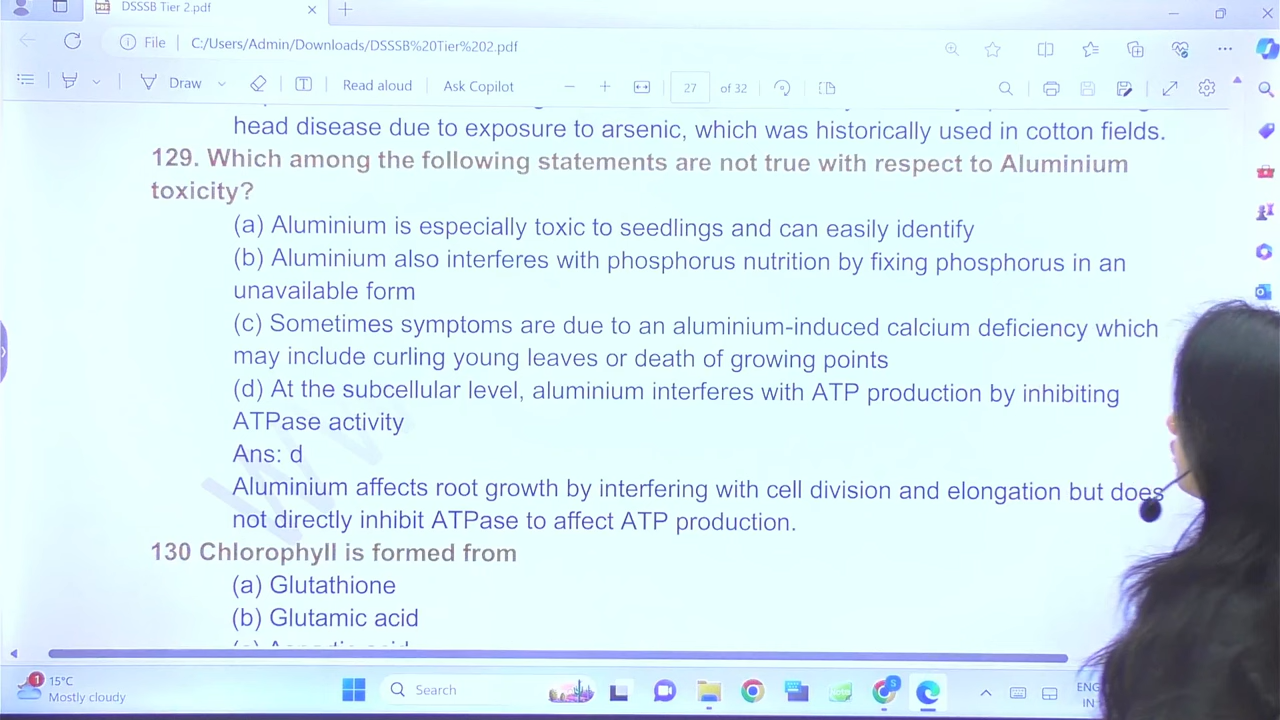 DSSSB Tier 2.pdf
File
C:/Users/Admin/Downloads/DSSSB%20Tier%202.pdf
Draw
Read aloud
Ask Copilot
27
of 32
head disease due to exposure to arsenic, which was historically used in cotton fields.
129. Which among the following statements are not true with respect to Aluminium
toxicity?
(a) Aluminium is especially toxic to seedlings and can easily identify
(b) Aluminium also interferes with phosphorus nutrition by fixing phosphorus in an
unavailable form
(c) Sometimes symptoms are due to an aluminium-induced calcium deficiency which
may include curling young leaves or death of growing points
(d) At the subcellular level, aluminium interferes with ATP production by inhibiting
ATPase activity
Ans: d
Aluminium affects root growth by interfering with cell division and elongation but does
not directly inhibit ATPase to affect ATP production.
130 Chlorophyll is formed from
(a) Glutathione
(b) Glutamic acid
1
15°C
Mostly cloudy
Search
ENG
IN